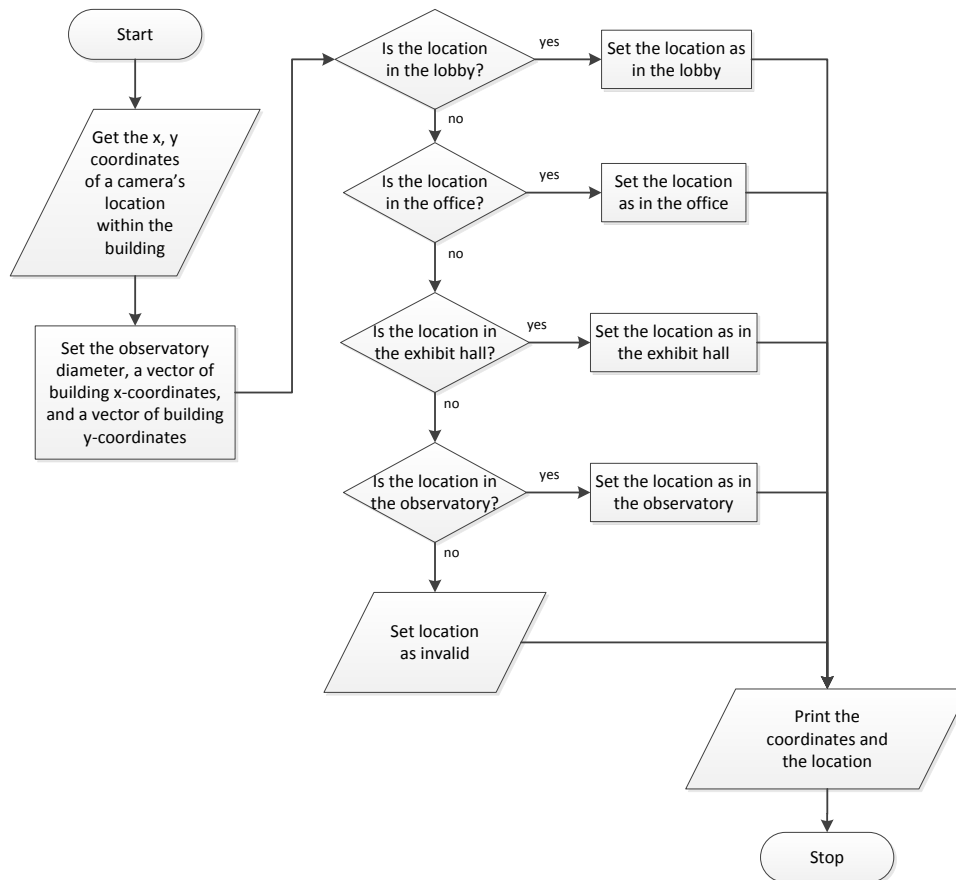 Start
Get the x, y
coordinates
of a camera's
location
within the
building
Set the observatory
diameter, a vector of
building x-coordinates,
and a vector of building
y-coordinates
Is the location
in the lobby?
yes
Set the location as
in the lobby
no
Is the location
in the office?
yes
Set the location
as in the office
no
Is the location in
the exhibit hall?
yes
Set the location as in
the exhibit hall
no
Is the location in
the observatory?
yes
Set the location as in
the observatory
no
Set location
as invalid
Print the
coordinates and
the location
Stop